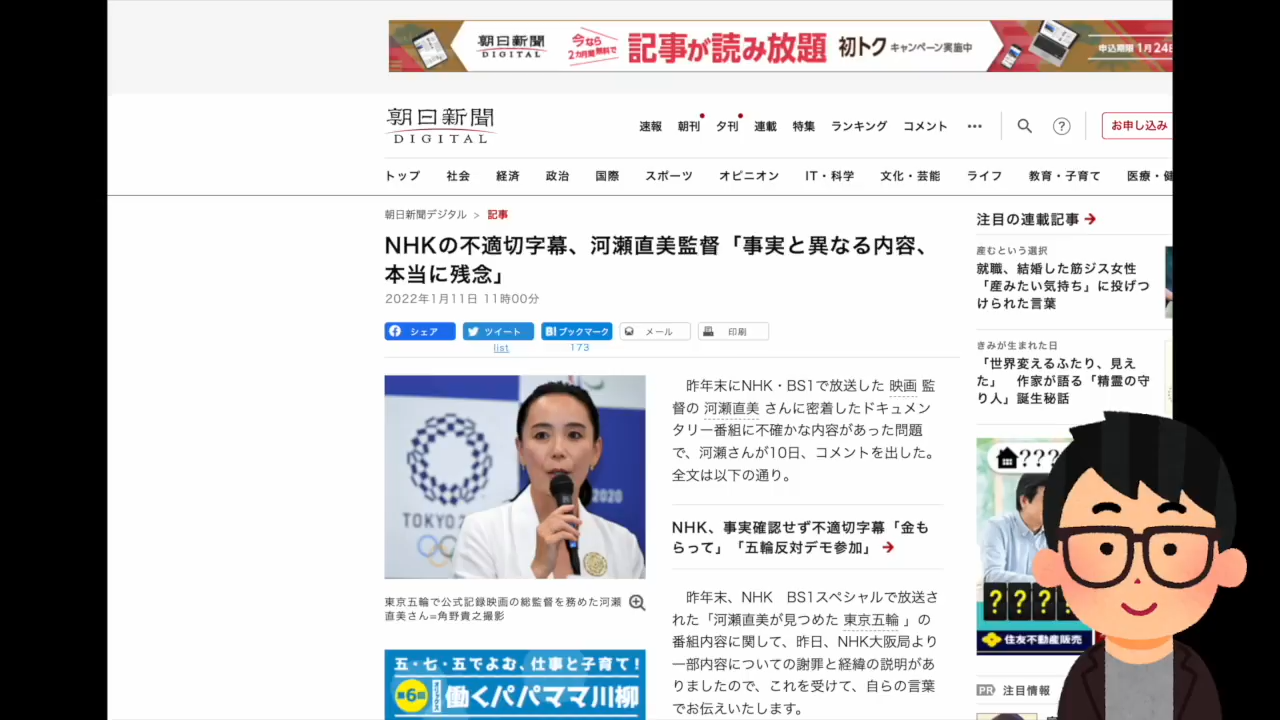 朝日新聞
DIGITAL
今なら
2カ月間無料で
記事が読み放題
初トク キャンペーン実施中
申込期限 1月24日
朝日新聞
DIGITAL
速報 朝刊 夕刊 連載 特集 ランキング コメント
?
お申し込み
トップ 社会 経済 政治 国際 スポーツ オピニオン IT・科学 文化・芸能 ライフ 教育・子育て 医療・健
朝日新聞デジタル > 記事
NHKの不適切字幕、河瀬直美監督「事実と異なる内容、
本当に残念」
2022年1月11日 11時00分
シェア ツイート B!ブックマーク メール 印刷
list 173
TOKYO 2
2020
東京五輪で公式記録映画の総監督を務めた河瀬
直美さん=角野貴之撮影
五・七・五でよむ、仕事と子育て!
第6回 働くパパママ川柳
昨年末にNHK・BS1で放送した 映画 監
督の 河瀬直美 さんに密着したドキュメン
タリー番組に不確かな内容があった問題
で、河瀬さんが10日、コメントを出した。
全文は以下の通り。
NHK、事実確認せず不適切字幕「金も
らって」「五輪反対デモ参加」
昨年末、NHK BS1スペシャルで放送さ
れた「河瀬直美が見つめた 東京五輪 」の
番組内容に関して、昨日、NHK大阪局より
一部内容についての謝罪と経緯の説明があ
りましたので、これを受けて、自らの言葉
でお伝えいたします。
注目の連載記事
産むという選択
就職、結婚した筋ジス女性
「産みたい気持ち」に投げつ
けられた言葉
きみが生まれた日
「世界変えるふたり、見え
た」 作家が語る「精霊の守
り人」誕生秘話
???
? ? ?
住友不動産販売
PR 注目情報